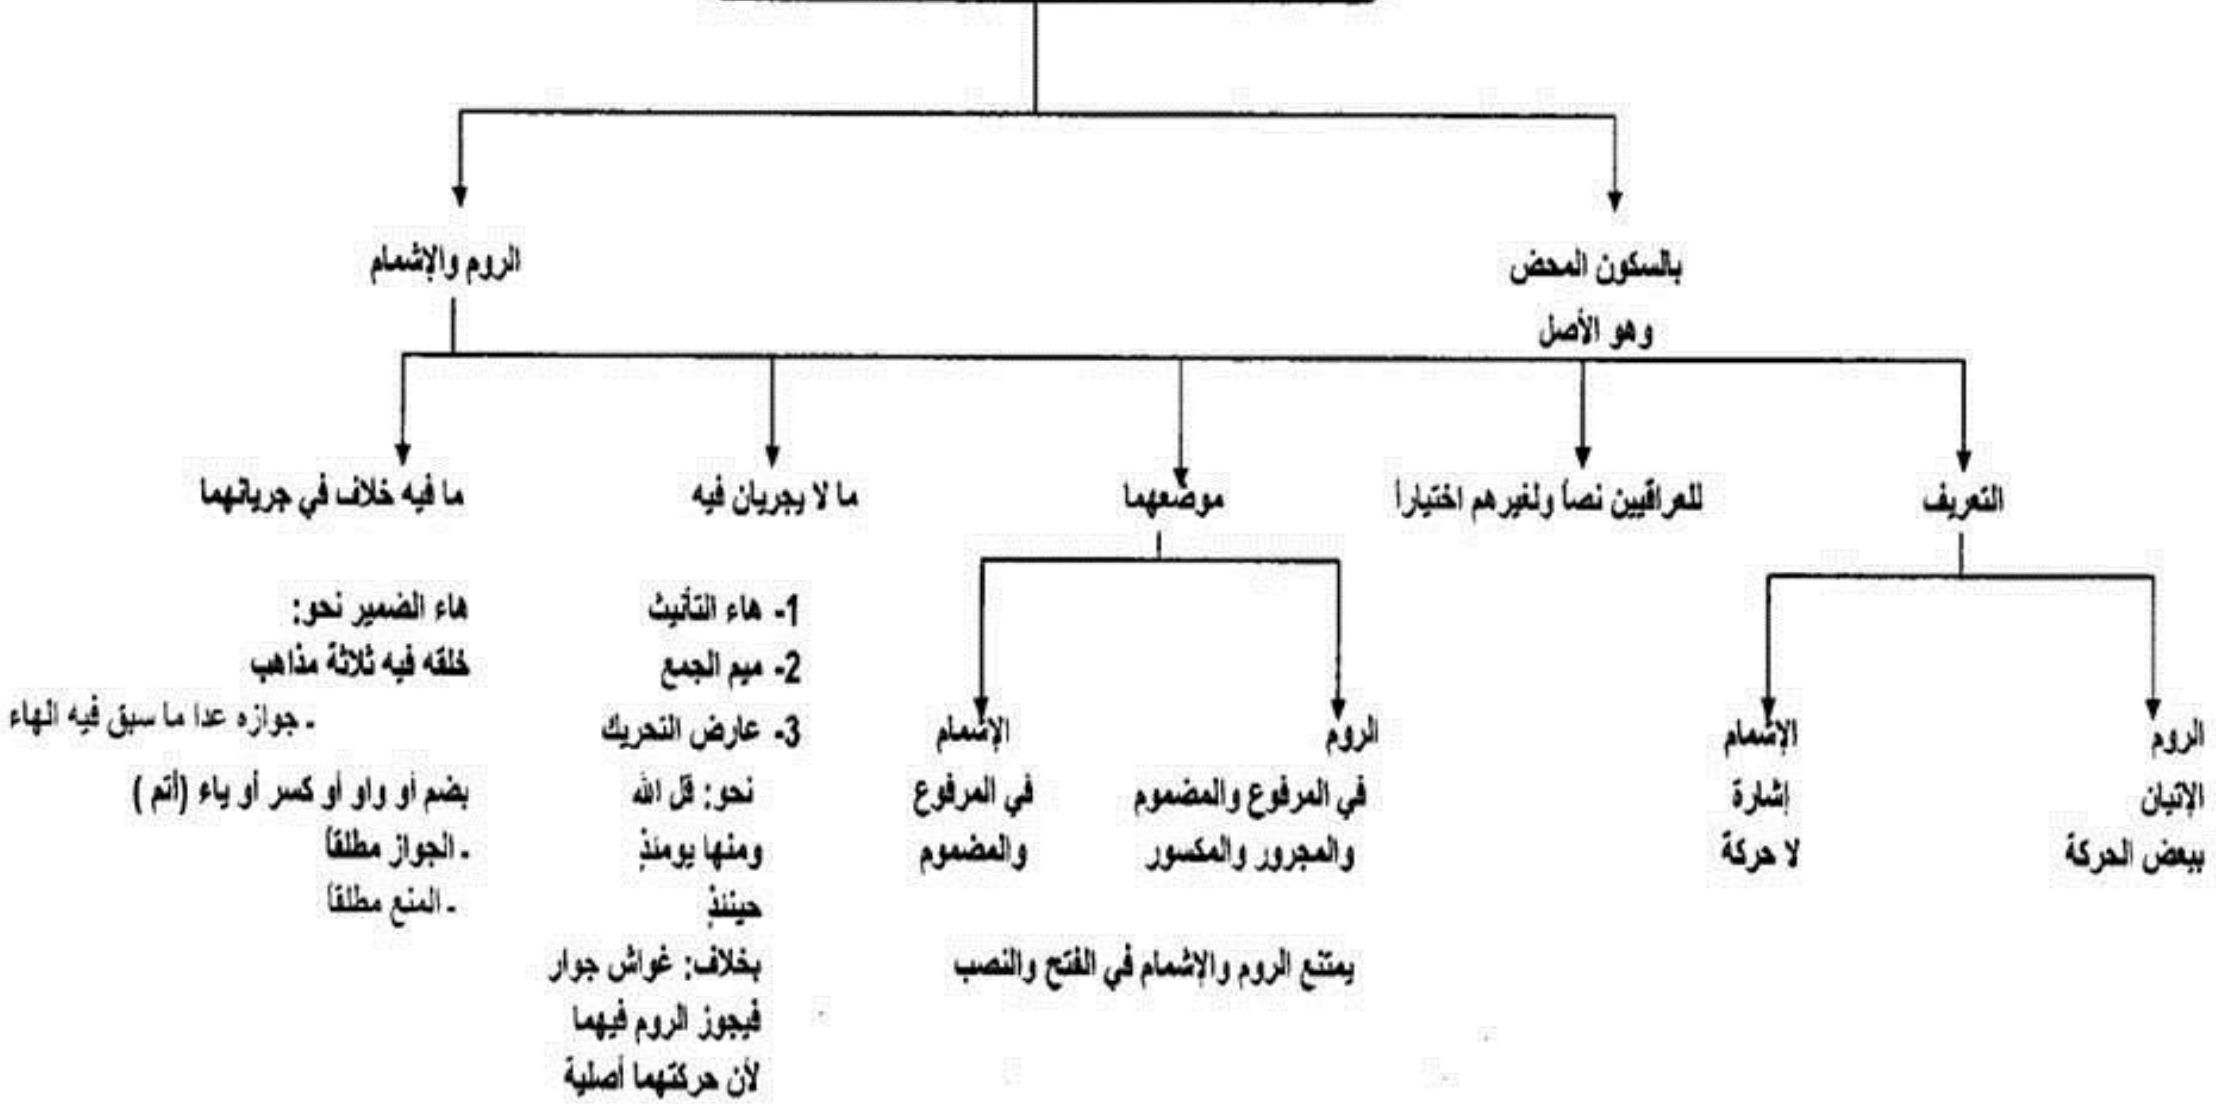 بالسكون المحض
وهو الأصل
الروم والإشمام
التعريف
الروم
الإتيان
ببعض الحركة
الإشمام
إشارة
لا حركة
للعراقيين نصاً ولغيرهم اختياراً
موضعهما
الروم
في المرفوع والمضموم
والمجرور والمكسور
الإشمام
في المرفوع
والمضموم
يمتنع الروم والإشمام في الفتح والنصب
ما لا يجريان فيه
1- هاء التأنيث
2- ميم الجمع
3- عارض التحريك
نحو: قل الله
ومنها يومئذٍ
حينئذٍ
بخلاف: غواش جوار
فيجوز الروم فيهما
لأن حركتهما أصلية
ما فيه خلاف في جريانهما
هاء الضمير نحو:
خلقه فيه ثلاثة مذاهب
- جوازه عدا ما سبق فيه الهاء
بضم أو واو أو كسر أو ياء (أتم )
- الجواز مطلقاً
- المنع مطلقاً